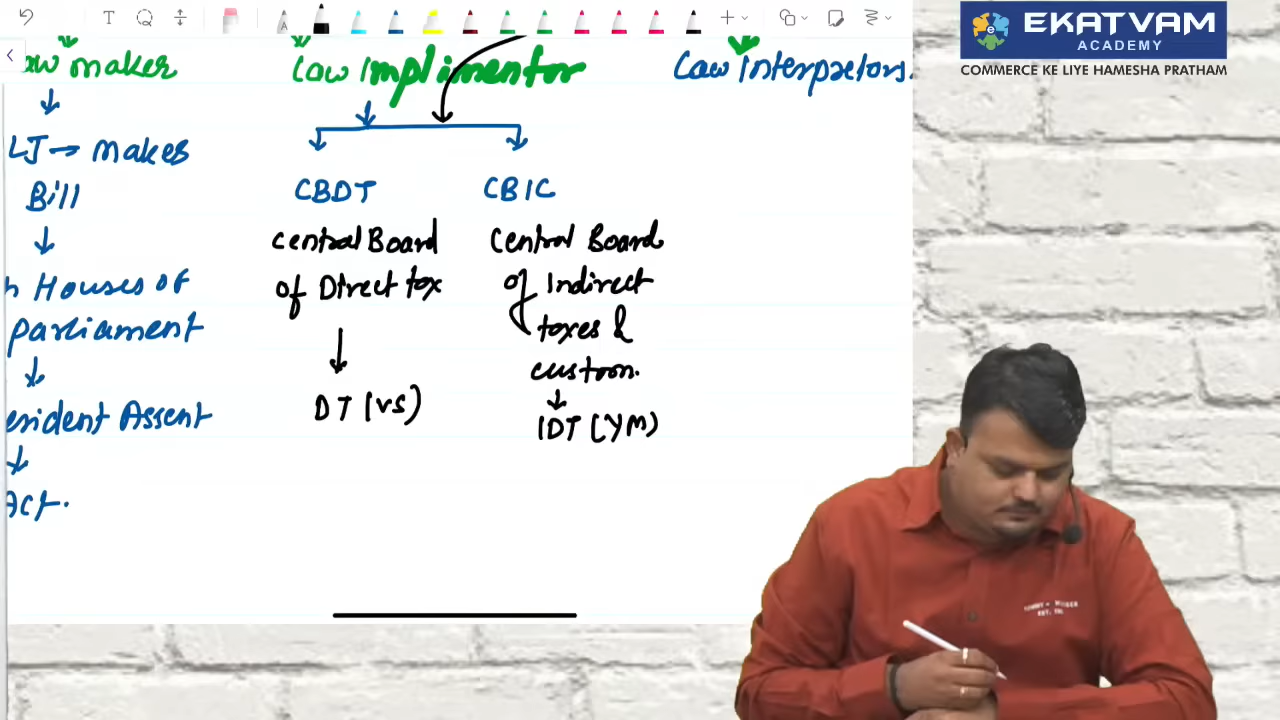 EKATVAM
ACADEMY
COMMERCE KE LIYE HAMESHA PRATHAM
aw maker
Law Implimentor
Law Interpretors.
LJ → makes
Bill
Houses of
parliament
esident Assent
Act.
CBDT
Central Board
of Direct tax
DT (VS)
CBIC
Central Board
of Indirect
taxes &
custom.
IDT (YM)